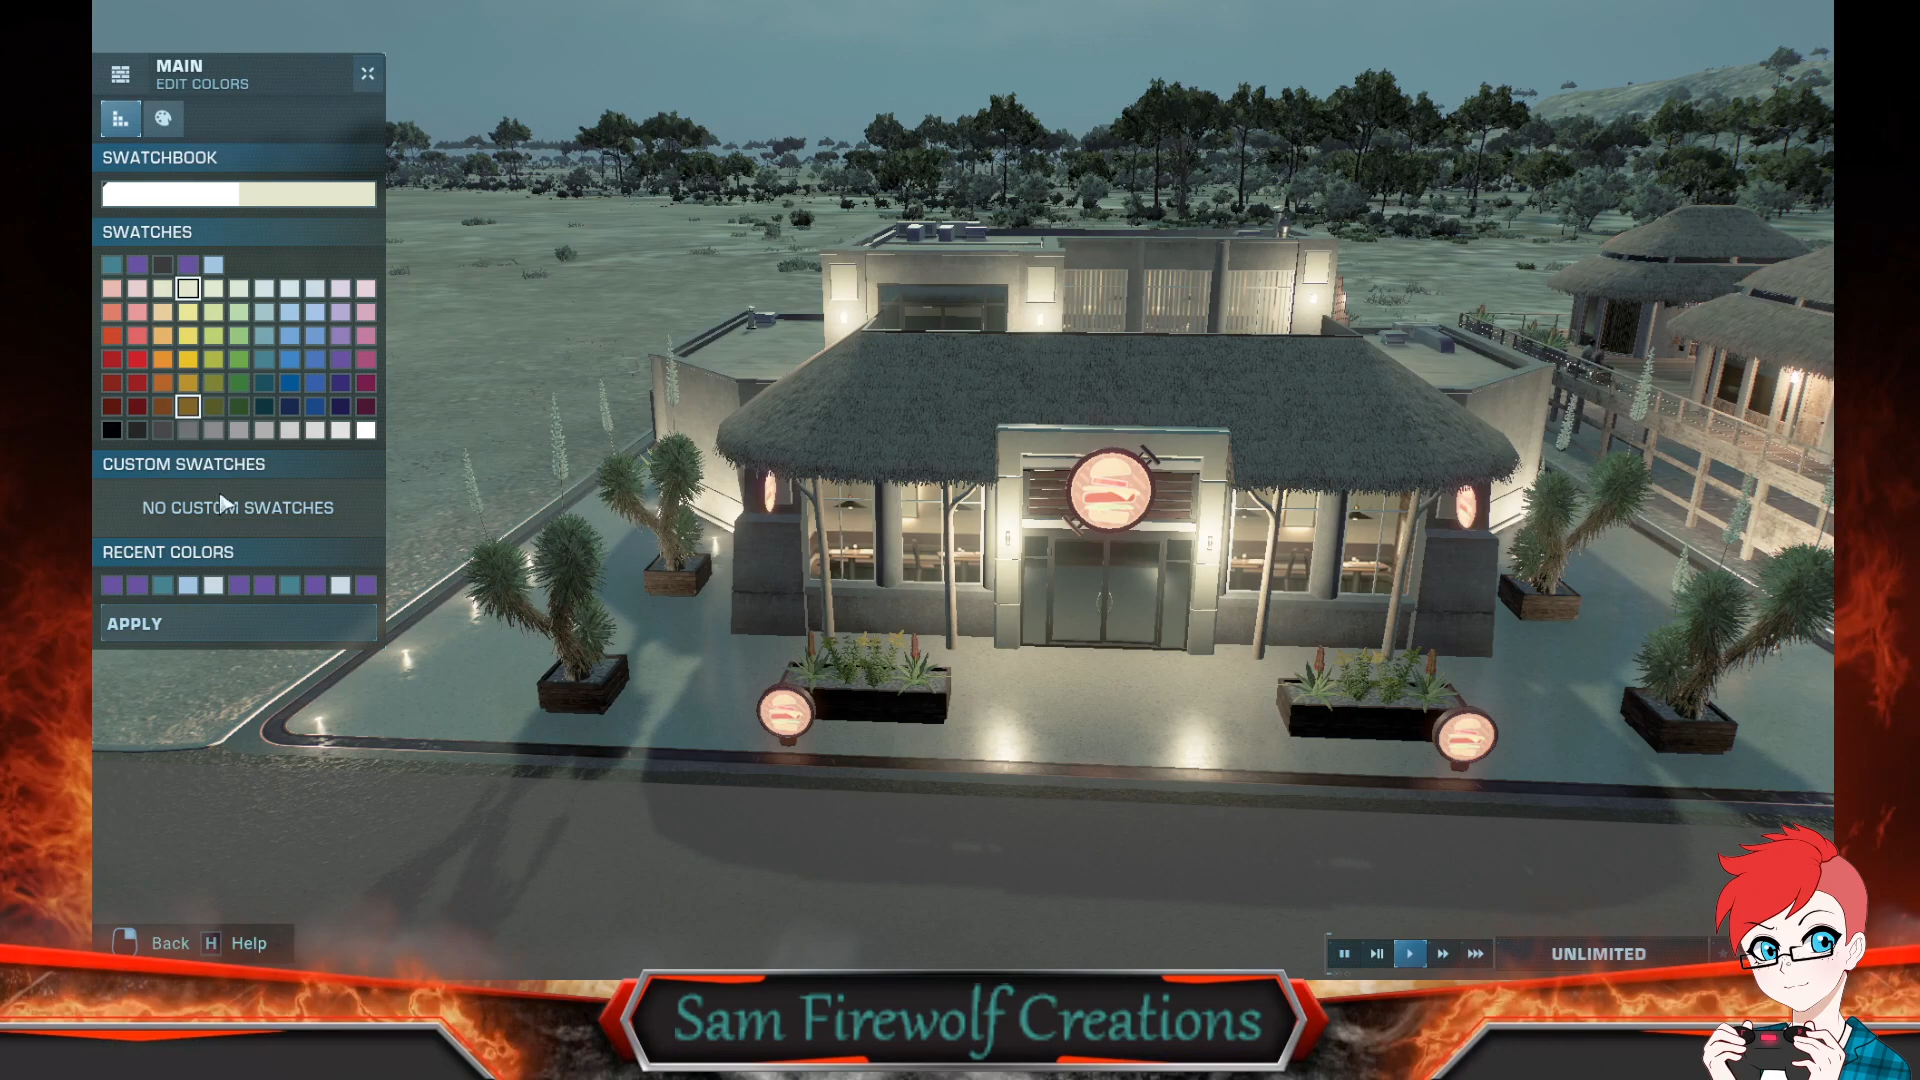 MAIN
EDIT COLORS
SWATCHBOOK
SWATCHES
CUSTOM SWATCHES
NO CUSTOM SWATCHES
RECENT COLORS
APPLY
Back H Help
UNLIMITED
Sam Firewolf Creations